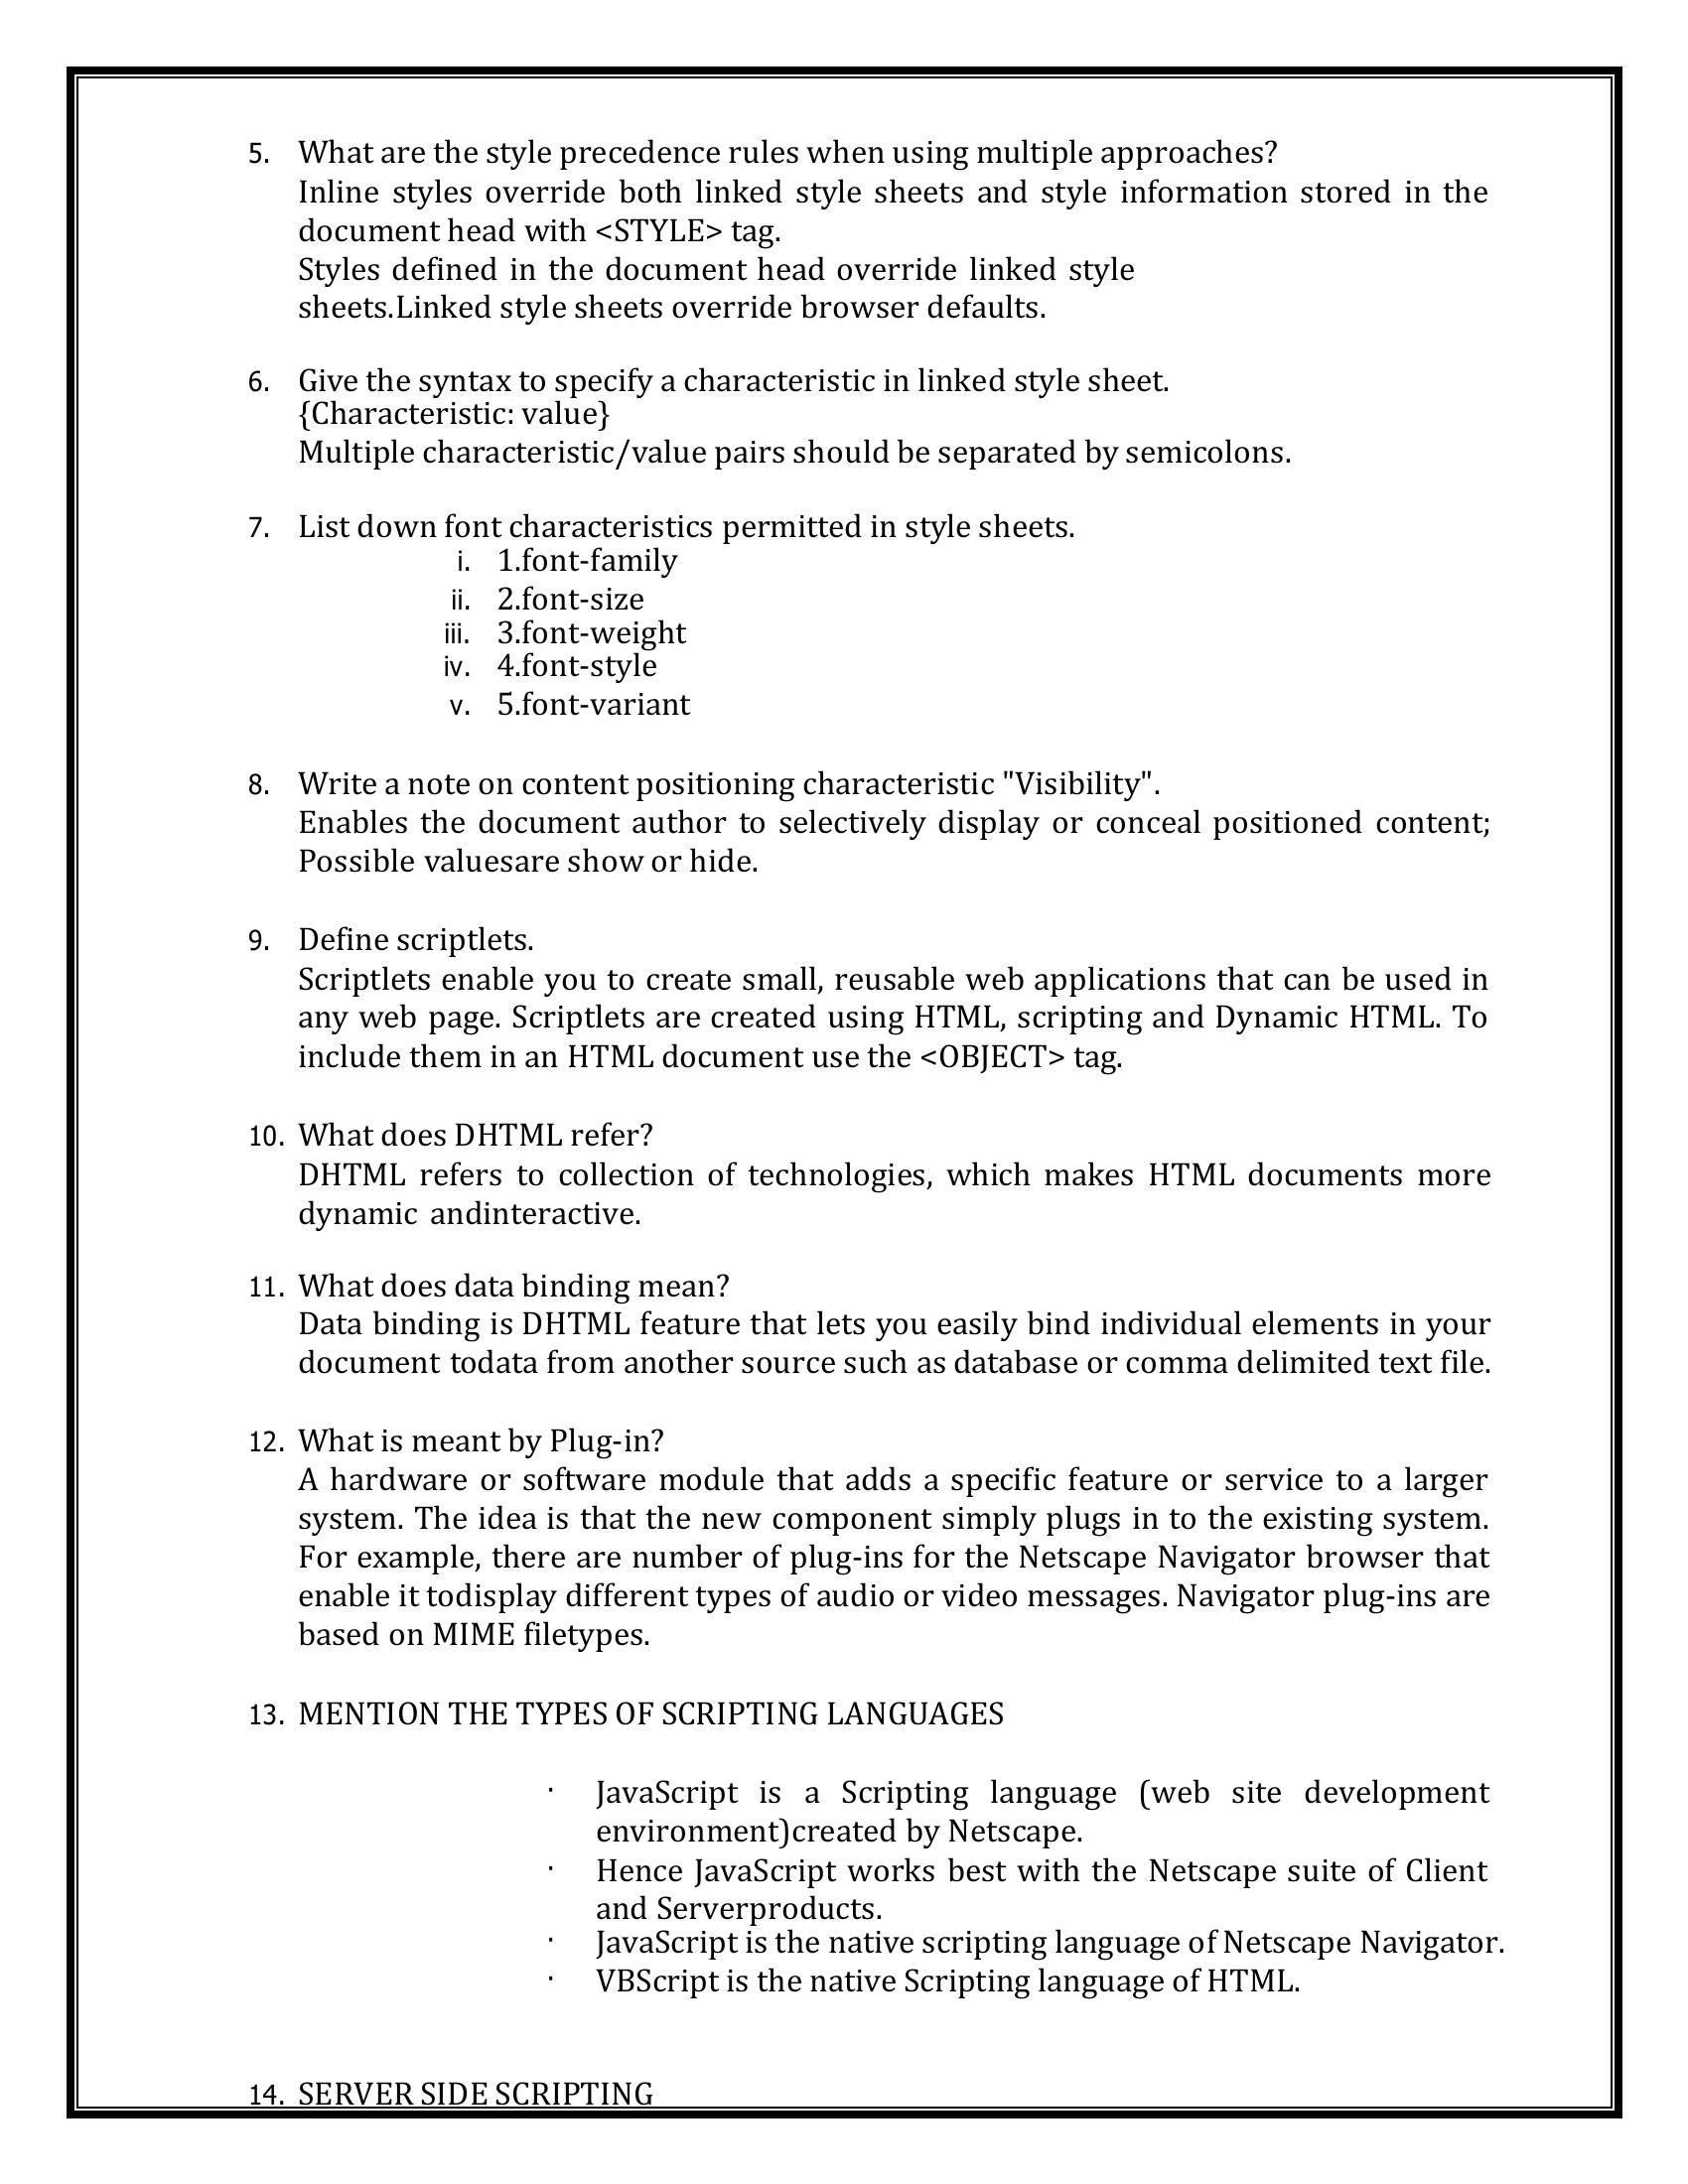 5. What are the style precedence rules when using multiple approaches?
Inline styles override both linked style sheets and style information stored in the
document head with <STYLE> tag.
Styles defined in the document head override linked style
sheets.Linked style sheets override browser defaults.
6. Give the syntax to specify a characteristic in linked style sheet.
{Characteristic: value}
Multiple characteristic/value pairs should be separated by semicolons.
7. List down font characteristics permitted in style sheets.
i. 1.font-family
ii. 2.font-size
iii. 3.font-weight
iv. 4.font-style
v. 5.font-variant
8. Write a note on content positioning characteristic "Visibility".
Enables the document author to selectively display or conceal positioned content;
Possible valuesare show or hide.
9. Define scriptlets.
Scriptlets enable you to create small, reusable web applications that can be used in
any web page. Scriptlets are created using HTML, scripting and Dynamic HTML. To
include them in an HTML document use the <OBJECT> tag.
10. What does DHTML refer?
DHTML refers to collection of technologies, which makes HTML documents more
dynamic andinteractive.
11. What does data binding mean?
Data binding is DHTML feature that lets you easily bind individual elements in your
document todata from another source such as database or comma delimited text file.
12. What is meant by Plug-in?
A hardware or software module that adds a specific feature or service to a larger
system. The idea is that the new component simply plugs in to the existing system.
For example, there are number of plug-ins for the Netscape Navigator browser that
enable it todisplay different types of audio or video messages. Navigator plug-ins are
based on MIME filetypes.
13. MENTION THE TYPES OF SCRIPTING LANGUAGES
· JavaScript is a Scripting language (web site development
environment)created by Netscape.
· Hence JavaScript works best with the Netscape suite of Client
and Serverproducts.
· JavaScript is the native scripting language of Netscape Navigator.
· VBScript is the native Scripting language of HTML.
14. SERVER SIDE SCRIPTING